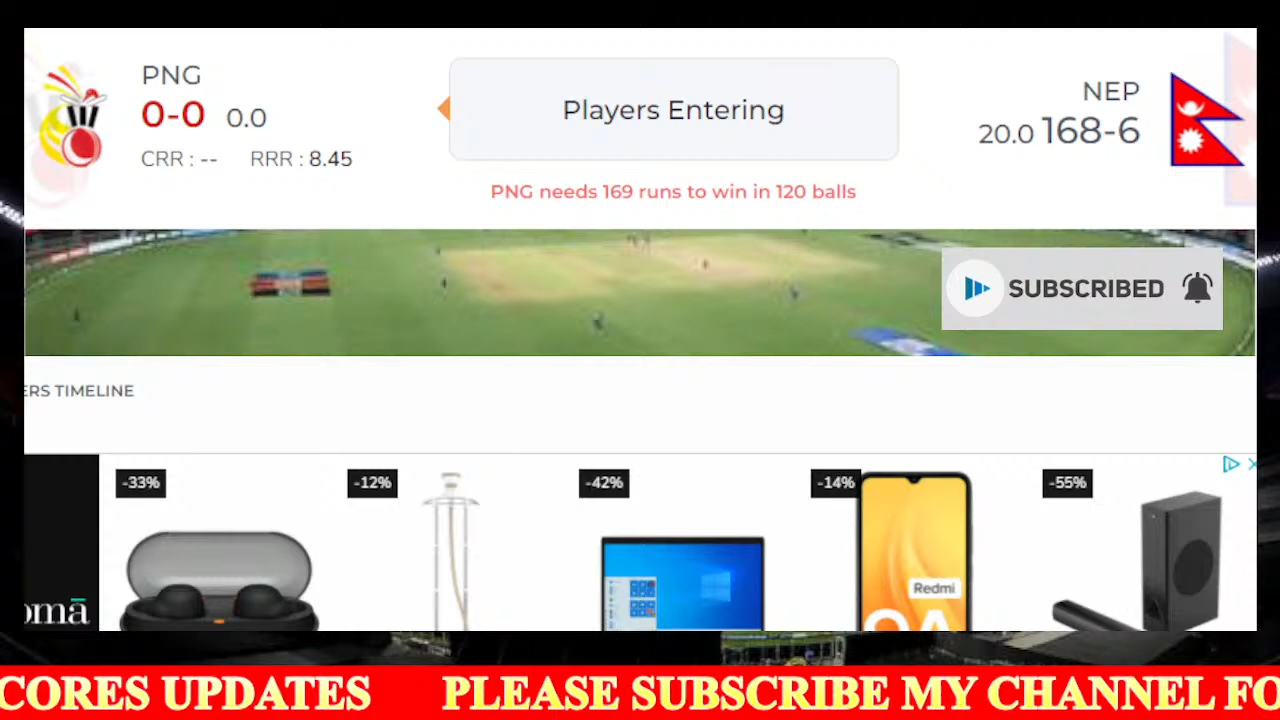 PNG
0-0 0.0
CRR : -- RRR : 8.45
Players Entering
PNG needs 169 runs to win in 120 balls
NEP
20.0 168-6
SUBSCRIBED
ERS TIMELINE
-33%
-12%
-42%
-14%
-55%
Redmi
9A
omā
CORES UPDATES PLEASE SUBSCRIBE MY CHANNEL FO